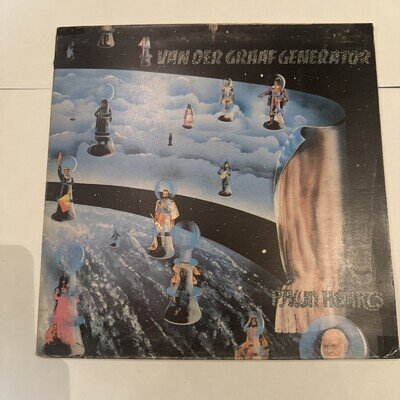 VAN DER GRAAF GENERATOR
PAWN HEARTS